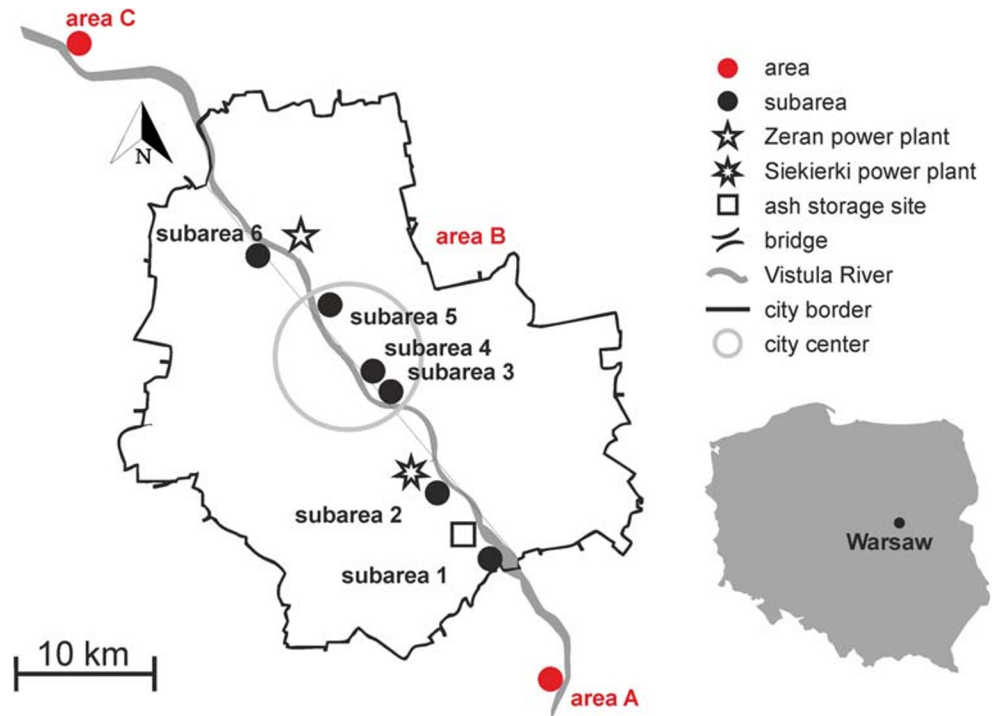 area C
N
subarea 6
area B
subarea 5
subarea 4
subarea 3
subarea 2
subarea 1
10 km
area A
area
subarea
Zeran power plant
Siekierki power plant
ash storage site
bridge
Vistula River
city border
city center
Warsaw